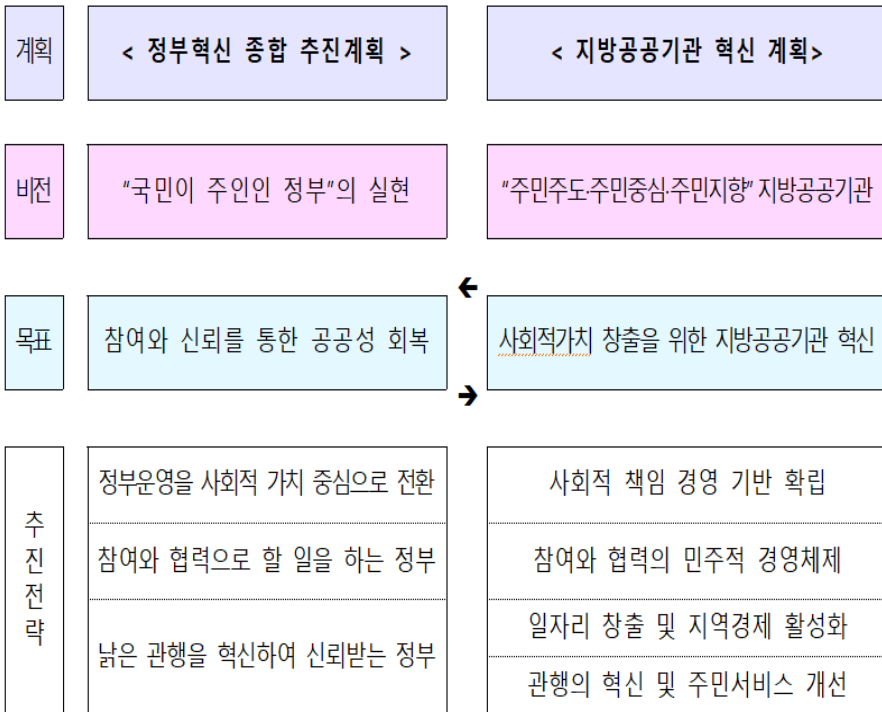 계획
< 정부혁신 종합 추진계획 >
< 지방공공기관 혁신 계획>
비전
"국민이 주인인 정부"의 실현
"주민주도·주민중심·주민지향" 지방공공기관
목표
참여와 신뢰를 통한 공공성 회복
사회적가치 창출을 위한 지방공공기관 혁신
추
진
전
략
정부운영을 사회적 가치 중심으로 전환
참여와 협력으로 할 일을 하는 정부
낡은 관행을 혁신하여 신뢰받는 정부
사회적 책임 경영 기반 확립
참여와 협력의 민주적 경영체제
일자리 창출 및 지역경제 활성화
관행의 혁신 및 주민서비스 개선